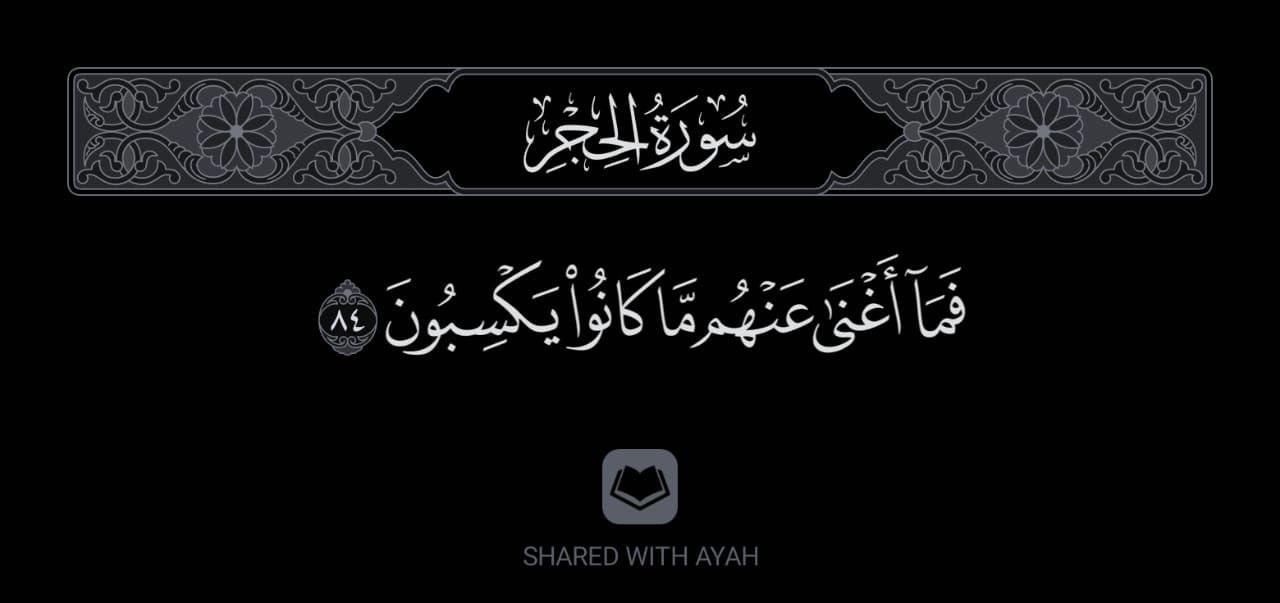 سُورَةُ الحِجْرِ
فَمَآ أَغْنَىٰ عَنْهُم مَّا كَانُوا۟ يَكْسِبُونَ ٨٤
SHARED WITH AYAH